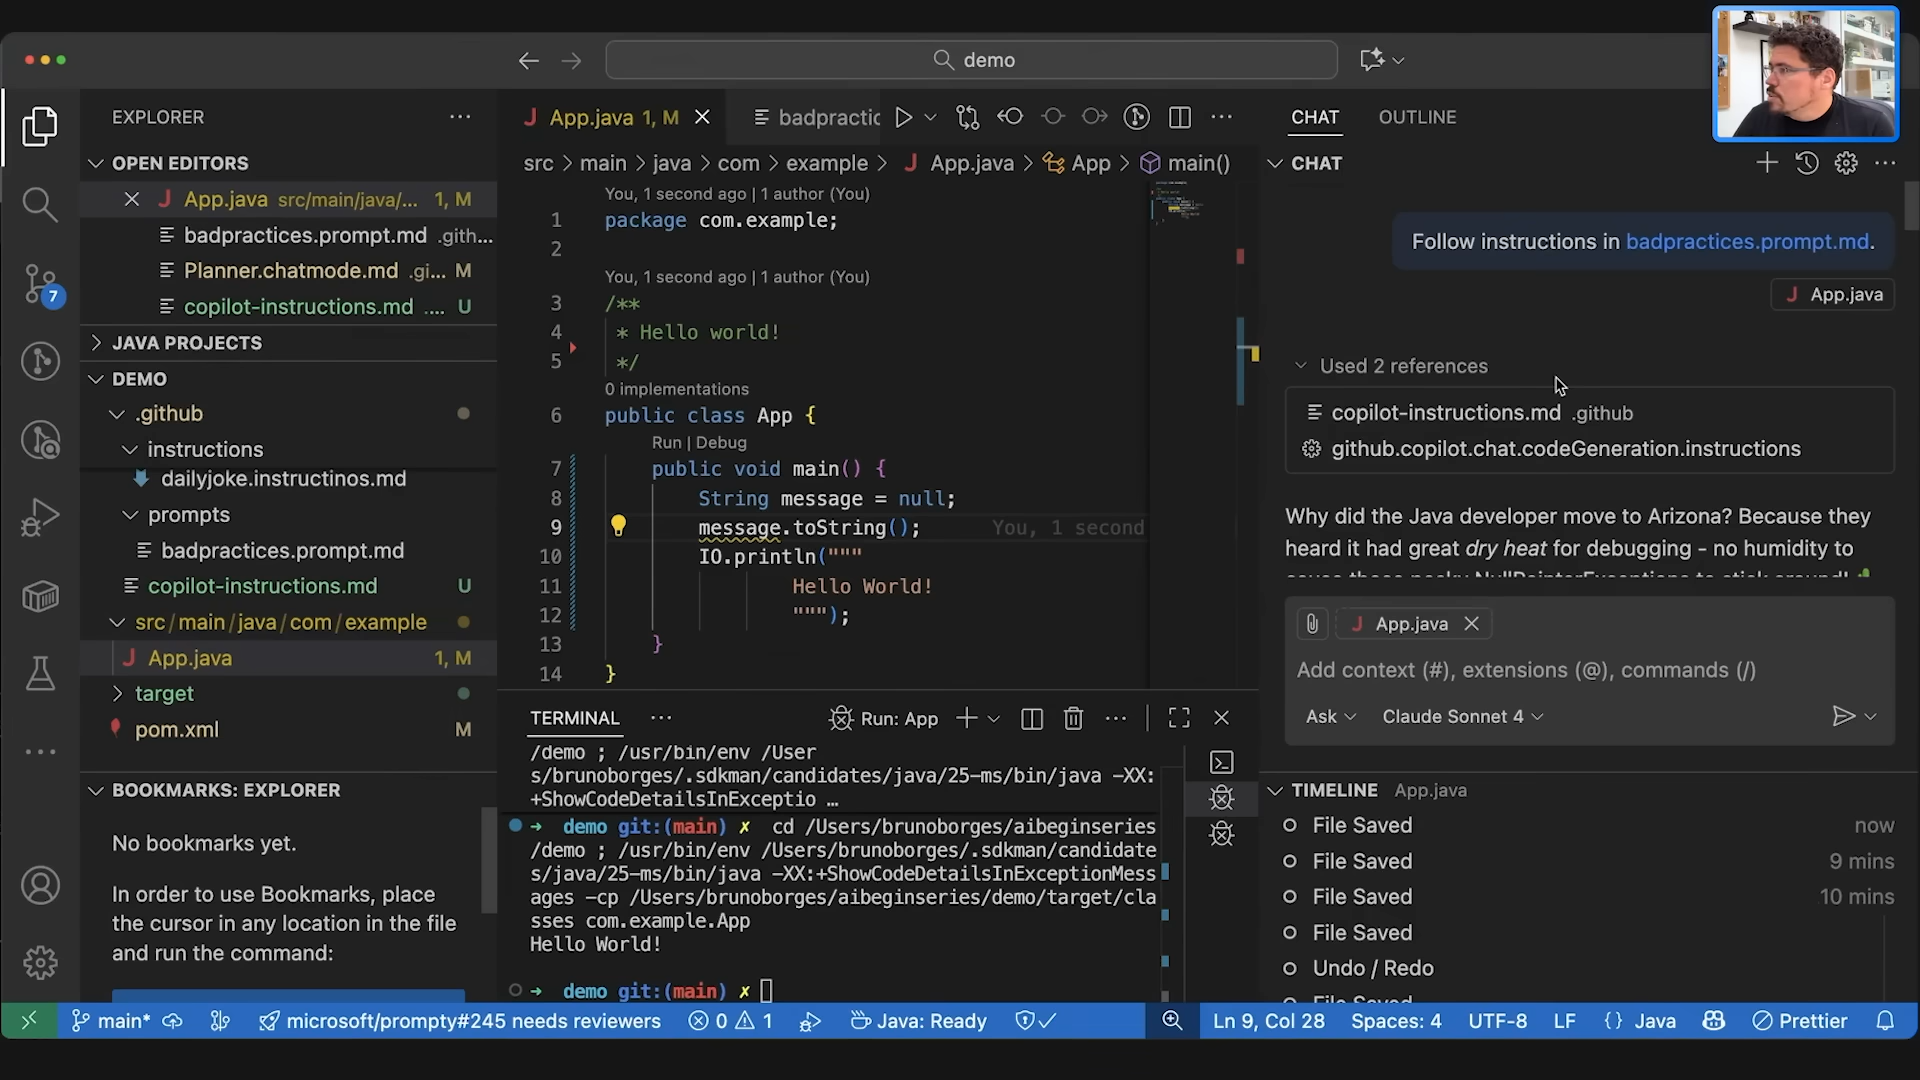 demo
EXPLORER
OPEN EDITORS
App.java src/main/java/... 1, M
badpractices.prompt.md .gith...
Planner.chatmode.md .gi... M
copilot-instructions.md .... U
JAVA PROJECTS
DEMO
.github
instructions
dailyjoke.instructinos.md
prompts
badpractices.prompt.md
copilot-instructions.md U
src/main/java/com/example
App.java 1, M
target
pom.xml M
BOOKMARKS: EXPLORER
No bookmarks yet.
In order to use Bookmarks, place
the cursor in any location in the file
and run the command:
7
App.java 1, M
badpractic
src > main > java > com > example > App.java > App > main()
You, 1 second ago | 1 author (You)
1 package com.example;
2
You, 1 second ago | 1 author (You)
3 /**
4 * Hello world!
5 */
0 implementations
6 public class App {
Run | Debug
7 public void main() {
8 String message = null;
9 message.toString(); You, 1 second
10 IO.println("""
11 Hello World!
12 """);
13 }
14 }
TERMINAL
Run: App
/demo ; /usr/bin/env /User
s/brunoborges/.sdkman/candidates/java/25-ms/bin/java -XX:
+ShowCodeDetailsInExceptio …
➜ demo git:(main) ✗ cd /Users/brunoborges/aibeginseries
/demo ; /usr/bin/env /Users/brunoborges/.sdkman/candidate
s/java/25-ms/bin/java -XX:+ShowCodeDetailsInExceptionMess
ages -cp /Users/brunoborges/aibeginseries/demo/target/cla
sses com.example.App
Hello World!
➜ demo git:(main) ✗
CHAT
OUTLINE
CHAT
Follow instructions in badpractices.prompt.md.
App.java
Used 2 references
copilot-instructions.md .github
github.copilot.chat.codeGeneration.instructions
Why did the Java developer move to Arizona? Because they
heard it had great dry heat for debugging - no humidity to
cause those pesky NullPointerExceptions to stick around!
App.java
Add context (#), extensions (@), commands (/)
Ask
Claude Sonnet 4
TIMELINE App.java
File Saved now
File Saved 9 mins
File Saved 10 mins
File Saved
Undo / Redo
File Saved
main*
microsoft/prompty#245 needs reviewers
0
1
Java: Ready
Ln 9, Col 28
Spaces: 4
UTF-8
LF
{} Java
Prettier